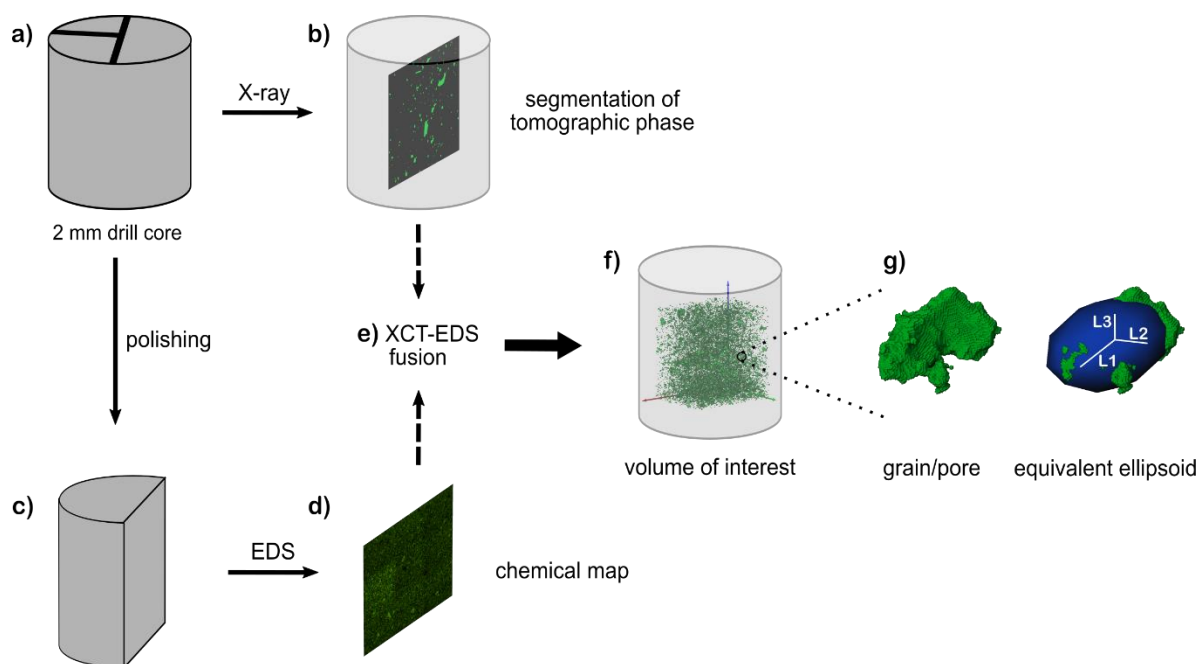 a)
b)
X-ray
segmentation of
tomographic phase
2 mm drill core
polishing
e) XCT-EDS
fusion
f)
g)
L3
L2
L1
volume of interest
grain/pore
equivalent ellipsoid
c)
d)
EDS
chemical map